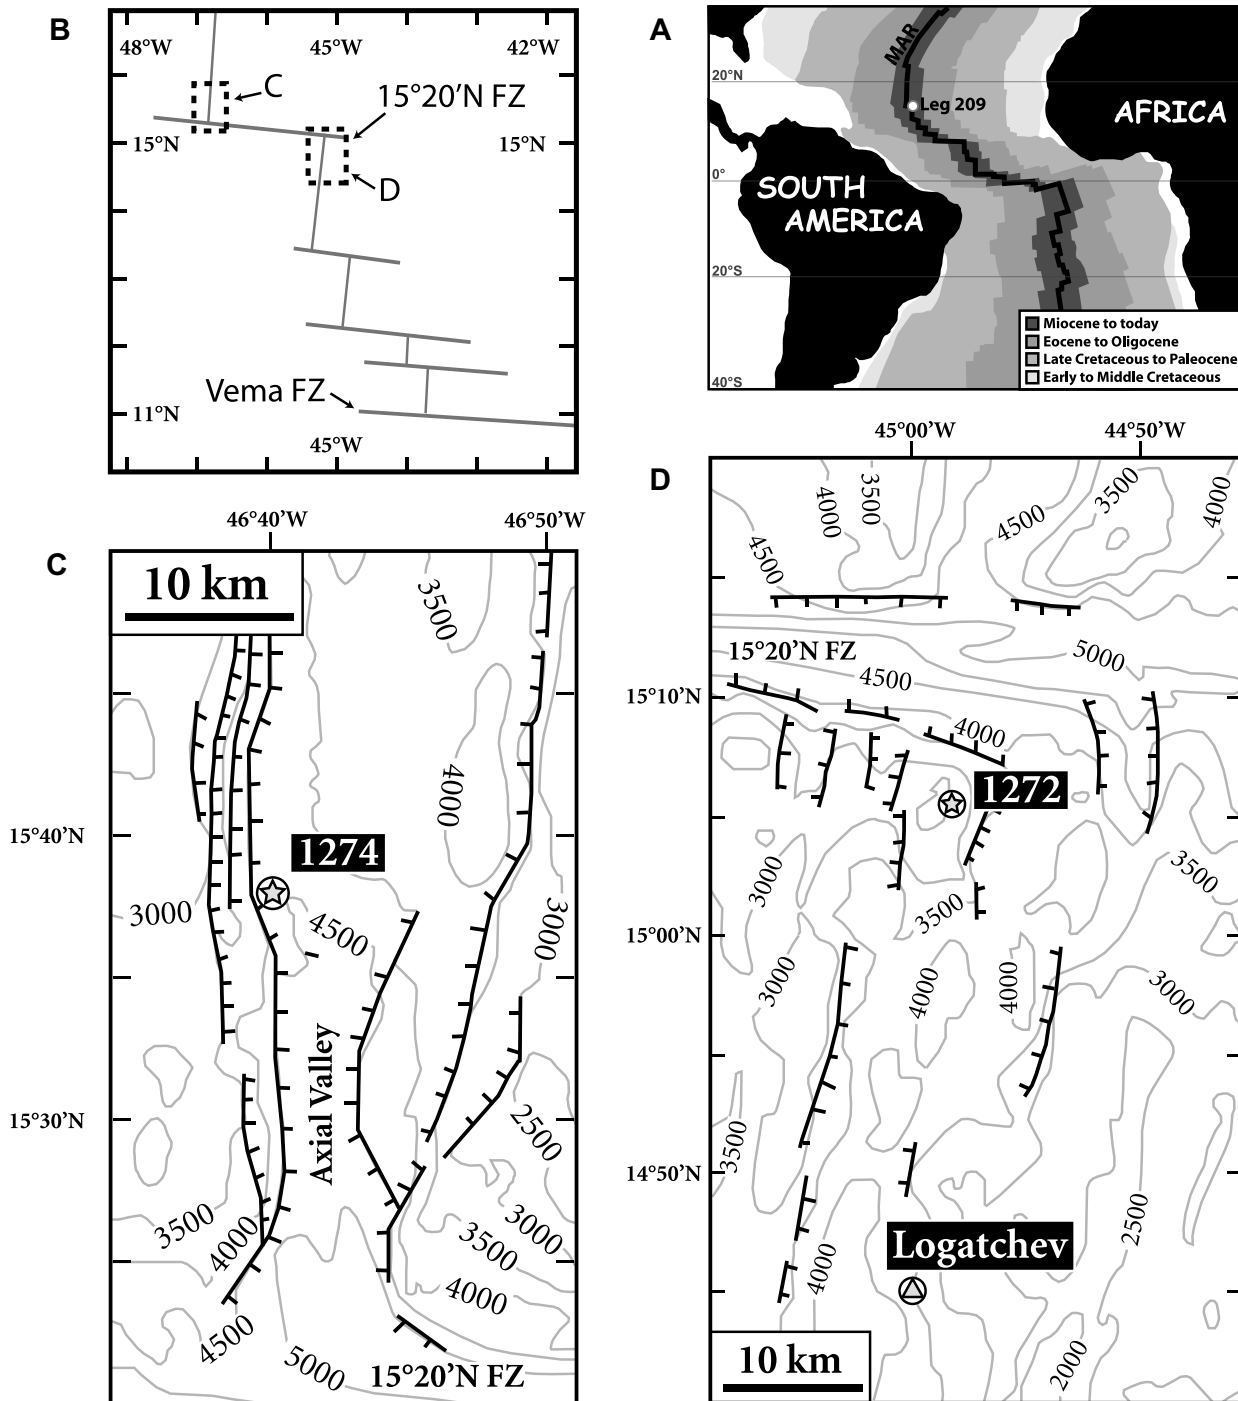 B
48°W
45°W
42°W
C
15°20'N FZ
15°N
15°N
D
Vema FZ
11°N
45°W
A
MAR
20°N
Leg 209
AFRICA
0°
SOUTH
AMERICA
20°S
40°S
Miocene to today
Eocene to Oligocene
Late Cretaceous to Paleocene
Early to Middle Cretaceous
C
46°40'W
46°50'W
10 km
3500
4000
15°40'N
1274
3000
4500
3000
Axial Valley
15°30'N
2500
3500
4000
3000
3500
4000
4500
5000
15°20'N FZ
D
45°00'W
44°50'W
4000
3500
4500
3500
4000
4500
5000
15°20'N FZ
4500
15°10'N
4000
1272
3000
3500
3500
15°00'N
3000
4000
4000
3000
3500
14°50'N
2500
Logatchev
4000
2000
10 km